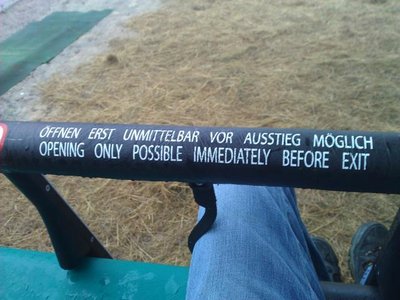 ÖFFNEN ERST UNMITTELBAR VOR AUSSTIEG MÖGLICH
OPENING ONLY POSSIBLE IMMEDIATELY BEFORE EXIT